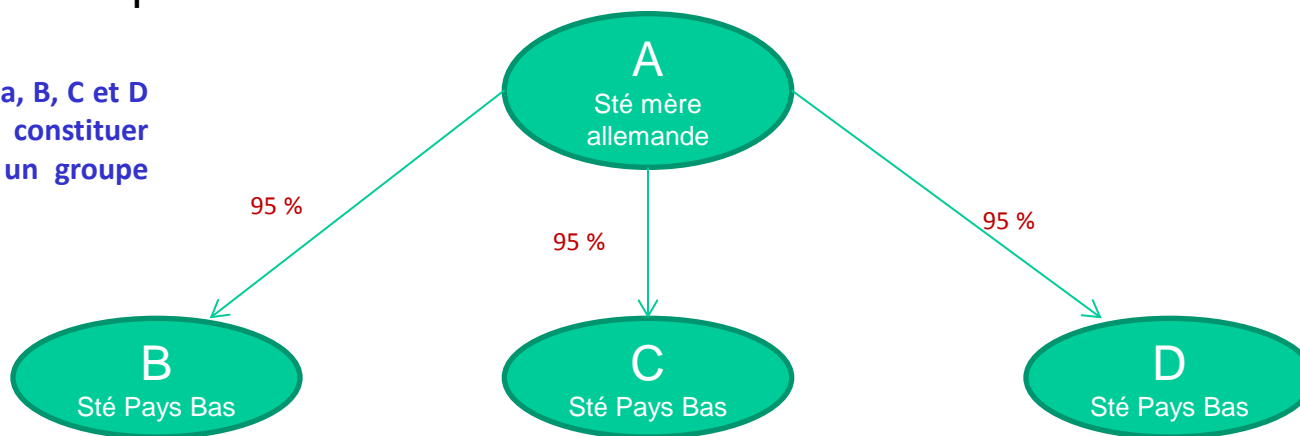 a, B, C et D
constituer
un groupe
A
Sté mère
allemande
95 %
95 %
95 %
B
Sté Pays Bas
C
Sté Pays Bas
D
Sté Pays Bas